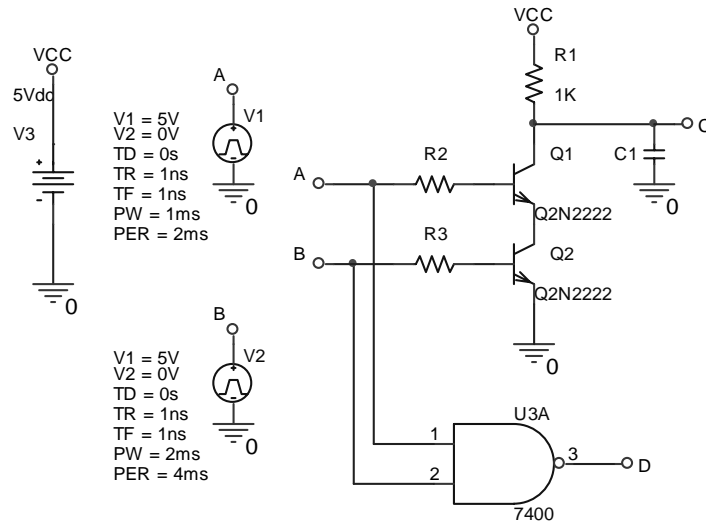 VCC
5Vdc
V3
0
A
V1
V1 = 5V
V2 = 0V
TD = 0s
TR = 1ns
TF = 1ns
PW = 1ms
PER = 2ms
0
B
V2
V1 = 5V
V2 = 0V
TD = 0s
TR = 1ns
TF = 1ns
PW = 2ms
PER = 4ms
0
VCC
R1
1K
C
C1
0
Q1
Q2N2222
R2
A
R3
B
Q2
Q2N2222
0
U3A
1
2
3
D
7400